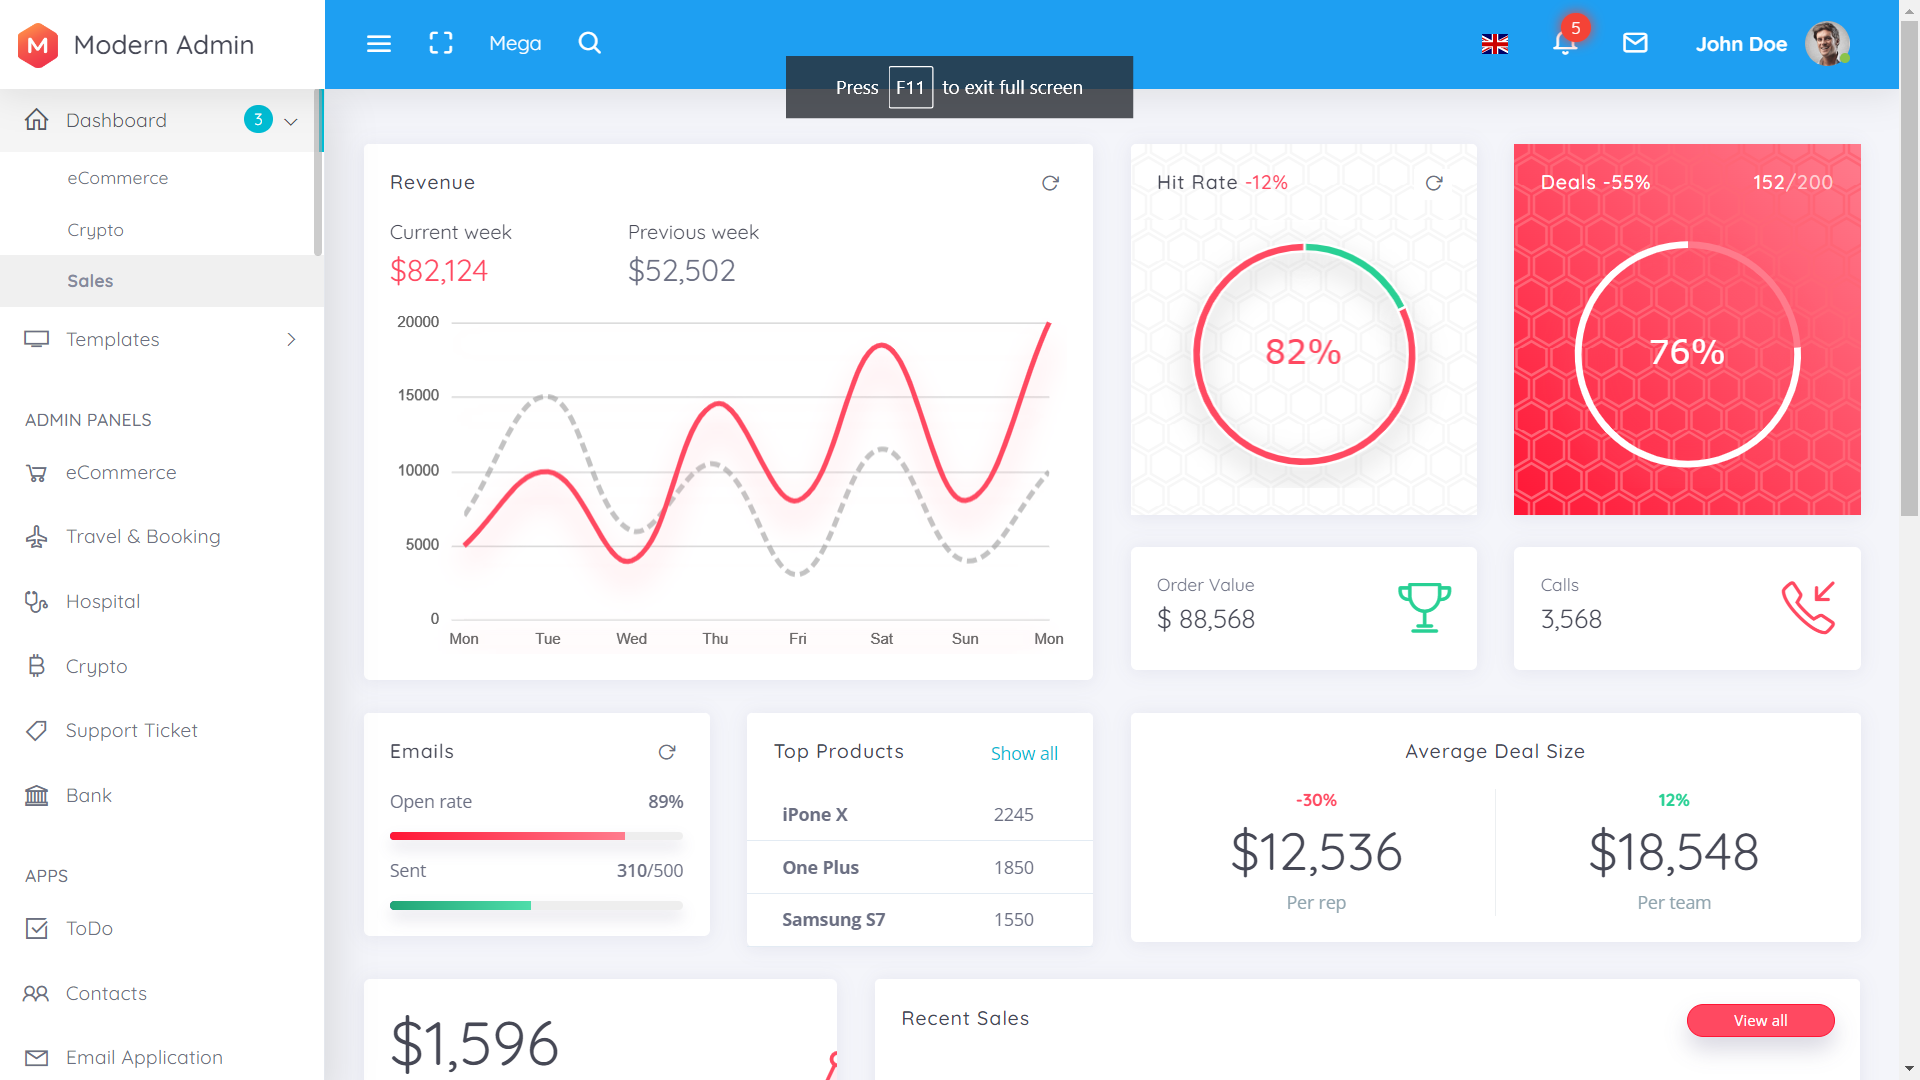 Modern Admin
Mega
5
John Doe
Press F11 to exit full screen
Dashboard 3
eCommerce
Crypto
Sales
Templates
ADMIN PANELS
eCommerce
Travel & Booking
Hospital
Crypto
Support Ticket
Bank
APPS
ToDo
Contacts
Email Application
Revenue
Current week
$82,124
Previous week
$52,502
20000
15000
10000
5000
0
Mon Tue Wed Thu Fri Sat Sun Mon
Hit Rate -12%
82%
Deals -55% 152/200
76%
Order Value
$ 88,568
Calls
3,568
Emails
Open rate 89%
Sent 310/500
Top Products Show all
iPone X 2245
One Plus 1850
Samsung S7 1550
Average Deal Size
-30%
$12,536
Per rep
12%
$18,548
Per team
$1,596
Recent Sales
View all